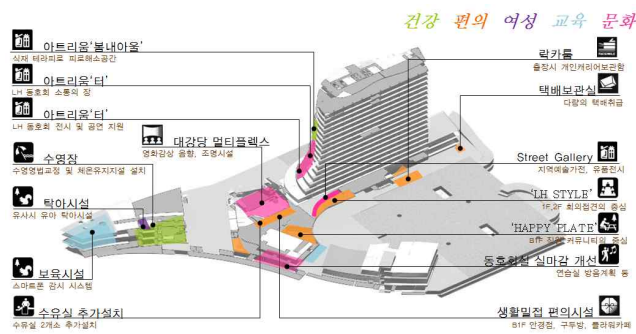 건강 편의 여성 교육 문화
아트리움‘봄내아울’
식재 테라피로 피로해소공간
아트리움‘터’
LH 동호회 소통의 장
아트리움‘터’
LH 동호회 전시 및 공연 지원
대강당 멀티플렉스
영화감상 음향, 조명시설
수영장
수영영법교정 및 체온유지시설 설치
탁아시설
유사시 유아 탁아시설
보육시설
스마트폰 감시 시스템
수유실 추가설치
수유실 2개소 추가설치
락카룸
출장시 개인캐리어보관함
택배보관실
다량의 택배취급
Street Gallery
지역예술가전, 유품전시
'LH STYLE'
1F,2F 회의접견의 중심
'HAPPY PLATE'
B1F 직원 커뮤니티의 중심
동호회실 실마감 개선
연습실 방음계획 등
생활밀접 편의시설
B1F 안경점, 구두방, 플라워카페